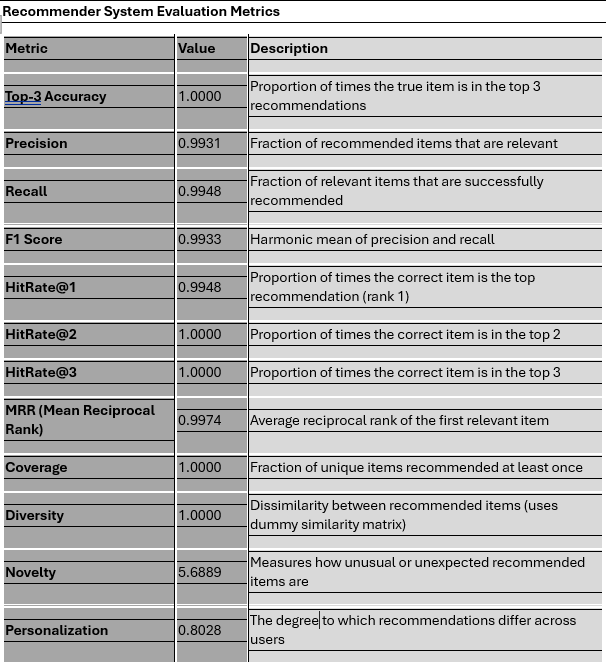 Recommender System Evaluation Metrics
Metric Value Description
Top-3 Accuracy 1.0000 Proportion of times the true item is in the top 3
recommendations
Precision 0.9931 Fraction of recommended items that are relevant
Recall 0.9948 Fraction of relevant items that are successfully
recommended
F1 Score 0.9933 Harmonic mean of precision and recall
HitRate@1 0.9948 Proportion of times the correct item is the top
recommendation (rank 1)
HitRate@2 1.0000 Proportion of times the correct item is in the top 2
HitRate@3 1.0000 Proportion of times the correct item is in the top 3
MRR (Mean Reciprocal
Rank) 0.9974 Average reciprocal rank of the first relevant item
Coverage 1.0000 Fraction of unique items recommended at least once
Diversity 1.0000 Dissimilarity between recommended items (uses
dummy similarity matrix)
Novelty 5.6889 Measures how unusual or unexpected recommended
items are
Personalization 0.8028 The degree to which recommendations differ across
users